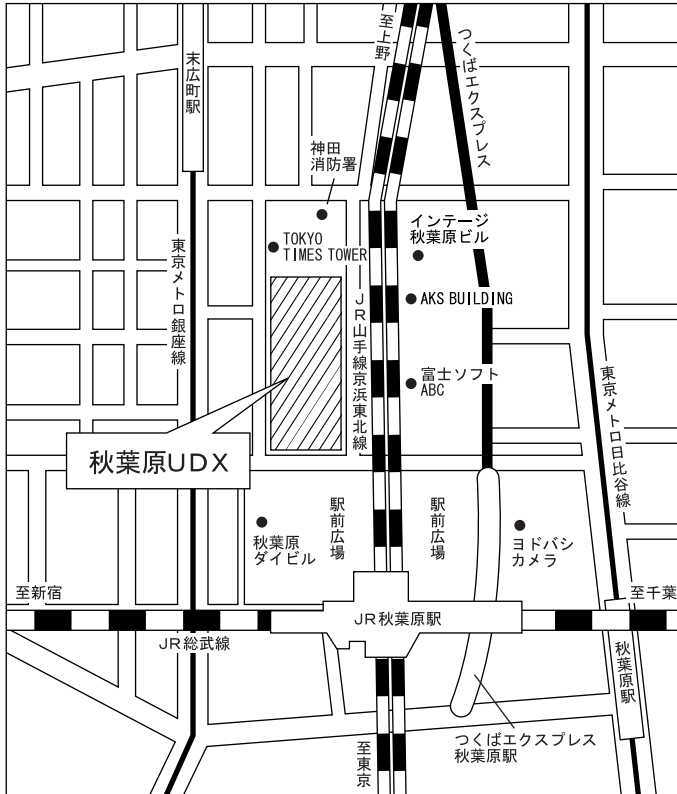 至上野
つくばエクスプレス
末広町駅
神田
消防署
TOKYO
TIMES TOWER
インテージ
秋葉原ビル
東京メトロ銀座線
JR山手線京浜東北線
AKS BUILDING
富士ソフト
ABC
東京メトロ日比谷線
秋葉原UDX
秋葉原
ダイビル
駅前広場
駅前広場
ヨドバシ
カメラ
至新宿
至千葉
JR秋葉原駅
JR総武線
秋葉原駅
つくばエクスプレス
秋葉原駅
至東京